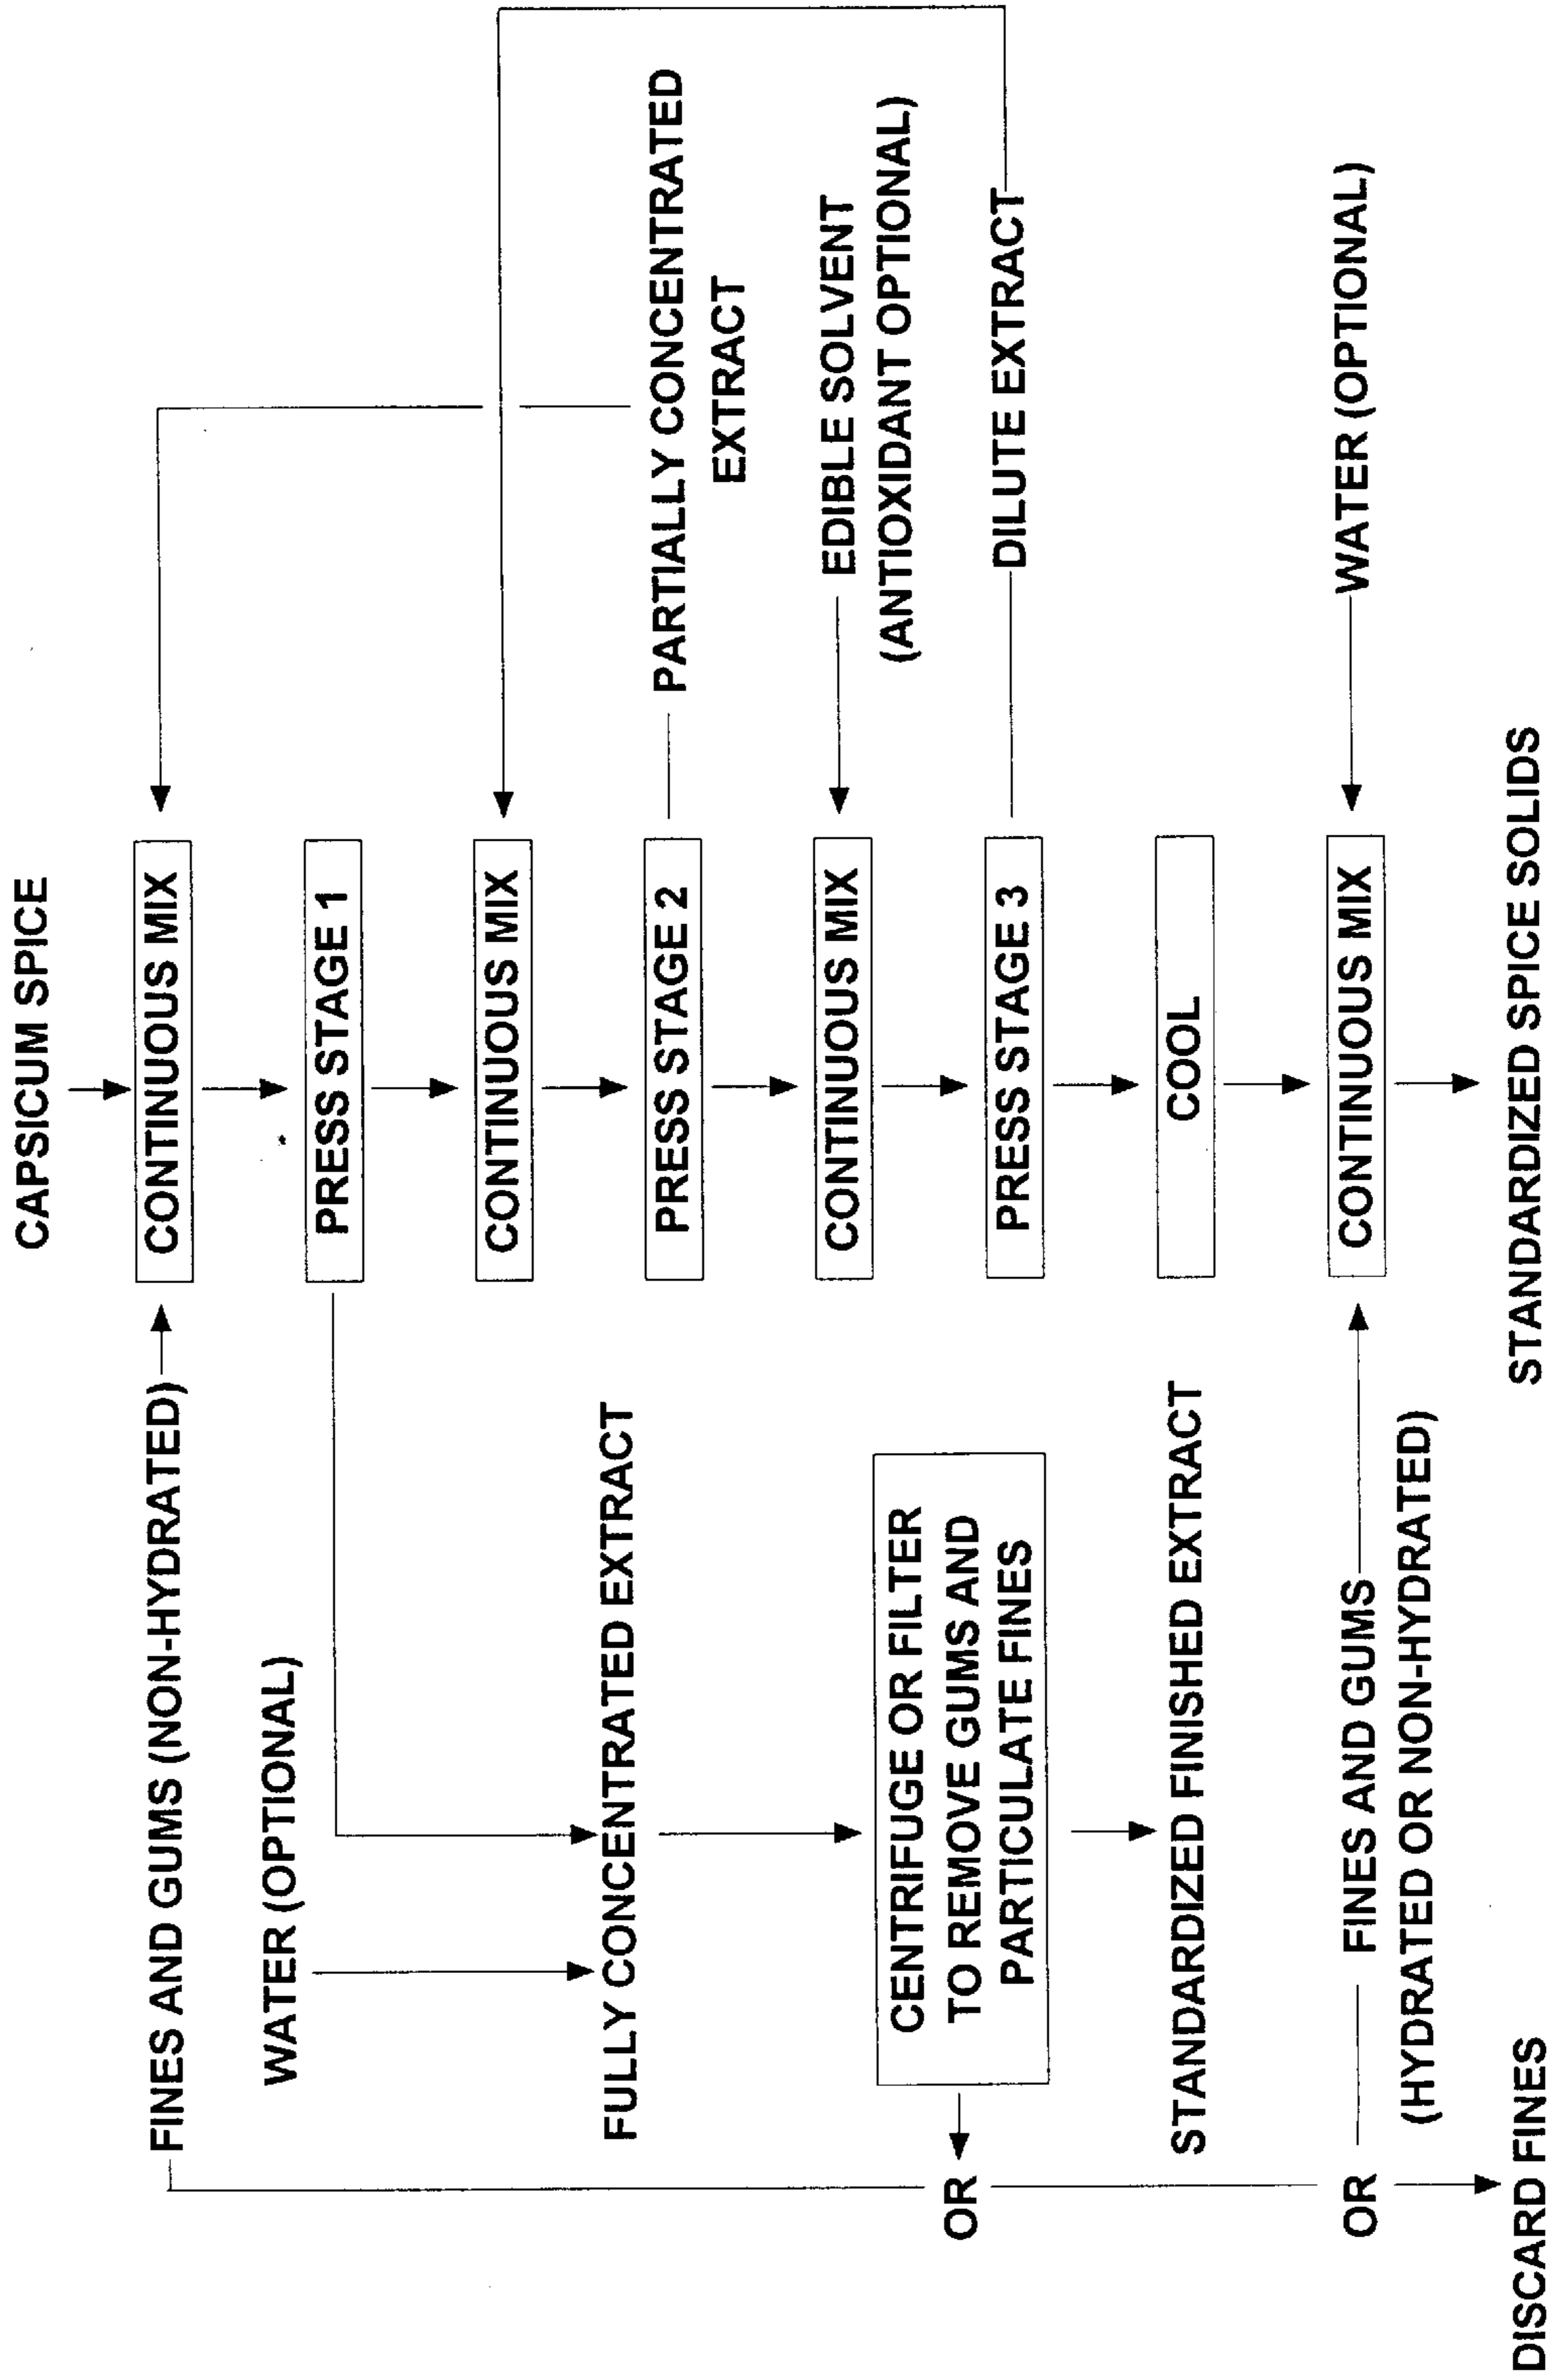 CAPSICUM SPICE
FINES AND GUMS (NON-HYDRATED)
CONTINUOUS MIX
WATER (OPTIONAL)
PRESS STAGE 1
CONTINUOUS MIX
FULLY CONCENTRATED EXTRACT
PRESS STAGE 2
PARTIALLY CONCENTRATED
EXTRACT
CONTINUOUS MIX
EDIBLE SOLVENT
(ANTIOXIDANT OPTIONAL)
CENTRIFUGE OR FILTER
TO REMOVE GUMS AND
PARTICULATE FINES
OR
PRESS STAGE 3
DILUTE EXTRACT
STANDARDIZED FINISHED EXTRACT
COOL
OR
FINES AND GUMS
(HYDRATED OR NON-HYDRATED)
CONTINUOUS MIX
WATER (OPTIONAL)
DISCARD FINES
STANDARDIZED SPICE SOLIDS